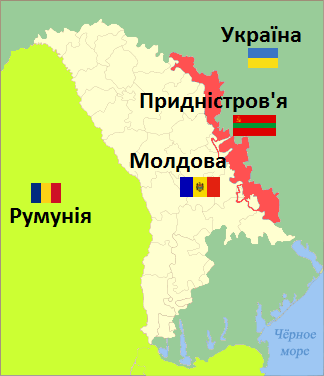 Україна
Придністров'я
Молдова
Румунія
Чёрное
море